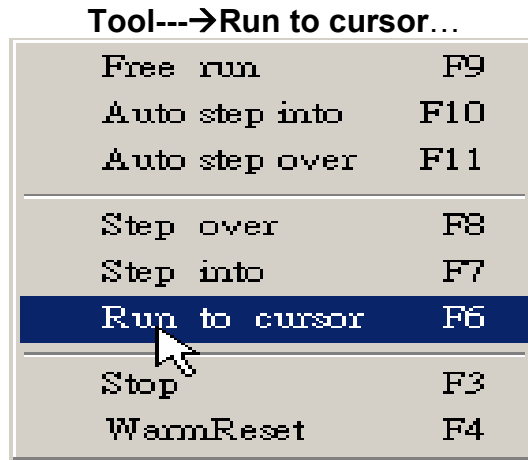 Tool---→Run to cursor…
Free run F9
Auto step into F10
Auto step over F11
Step over F8
Step into F7
Run to cursor F6
Stop F3
WarmReset F4